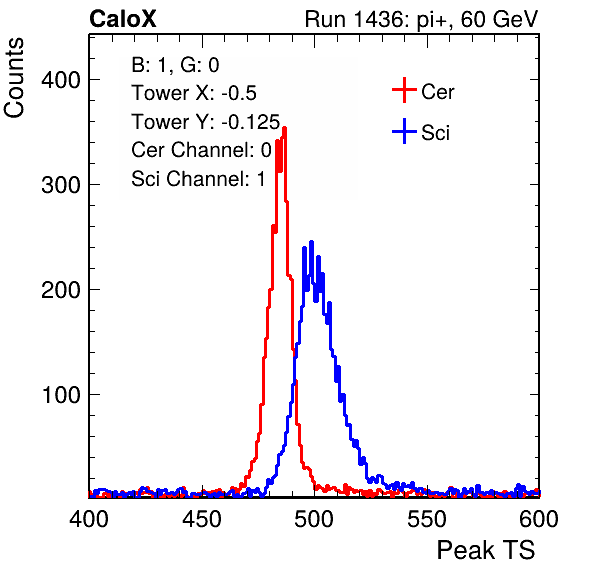 CaloX Run 1436: pi+, 60 GeV
Counts
B: 1, G: 0
Tower X: -0.5
Tower Y: -0.125
Cer Channel: 0
Sci Channel: 1
Cer
Sci
400
300
200
100
400 450 500 550 600
Peak TS